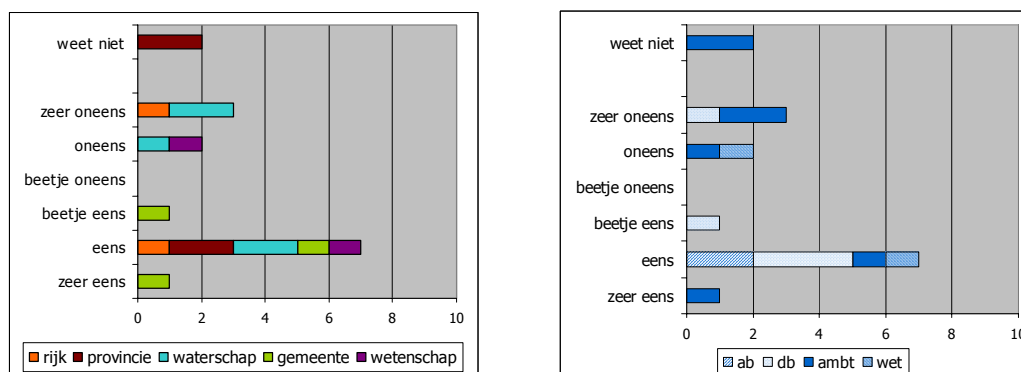 weet niet
zeer oneens
oneens
beetje oneens
beetje eens
eens
zeer eens
0 2 4 6 8 10
rijk provincie waterschap gemeente wetenschap
weet niet
zeer oneens
oneens
beetje oneens
beetje eens
eens
zeer eens
0 2 4 6 8 10
ab db ambt wet